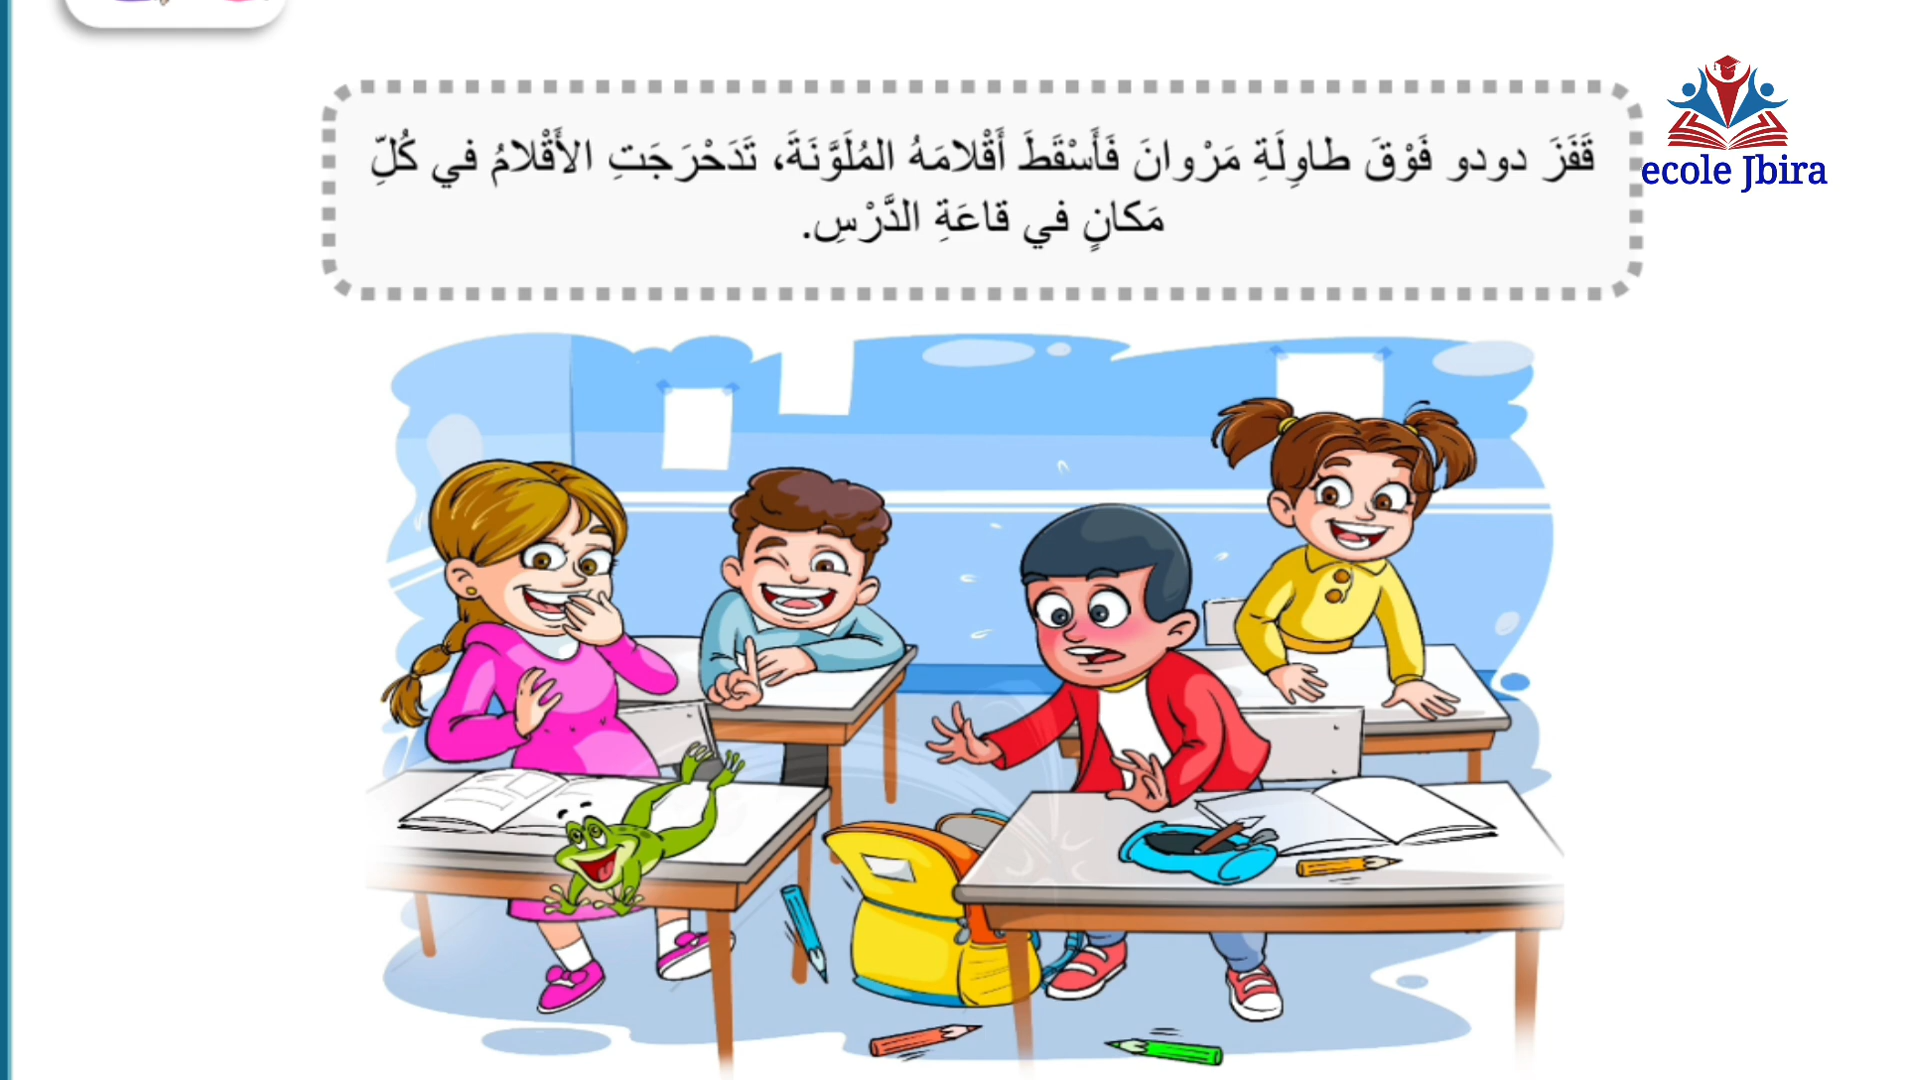 قَفَزَ دودو فَوْقَ طاوِلَةِ مَرْوانَ فَأَسْقَطَ أَقْلامَهُ المُلَوَّنَةَ، تَدَحْرَجَتِ الأَقْلامُ في كُلِّ
مَكانٍ في قاعَةِ الدَّرْسِ.
ecole Jbira